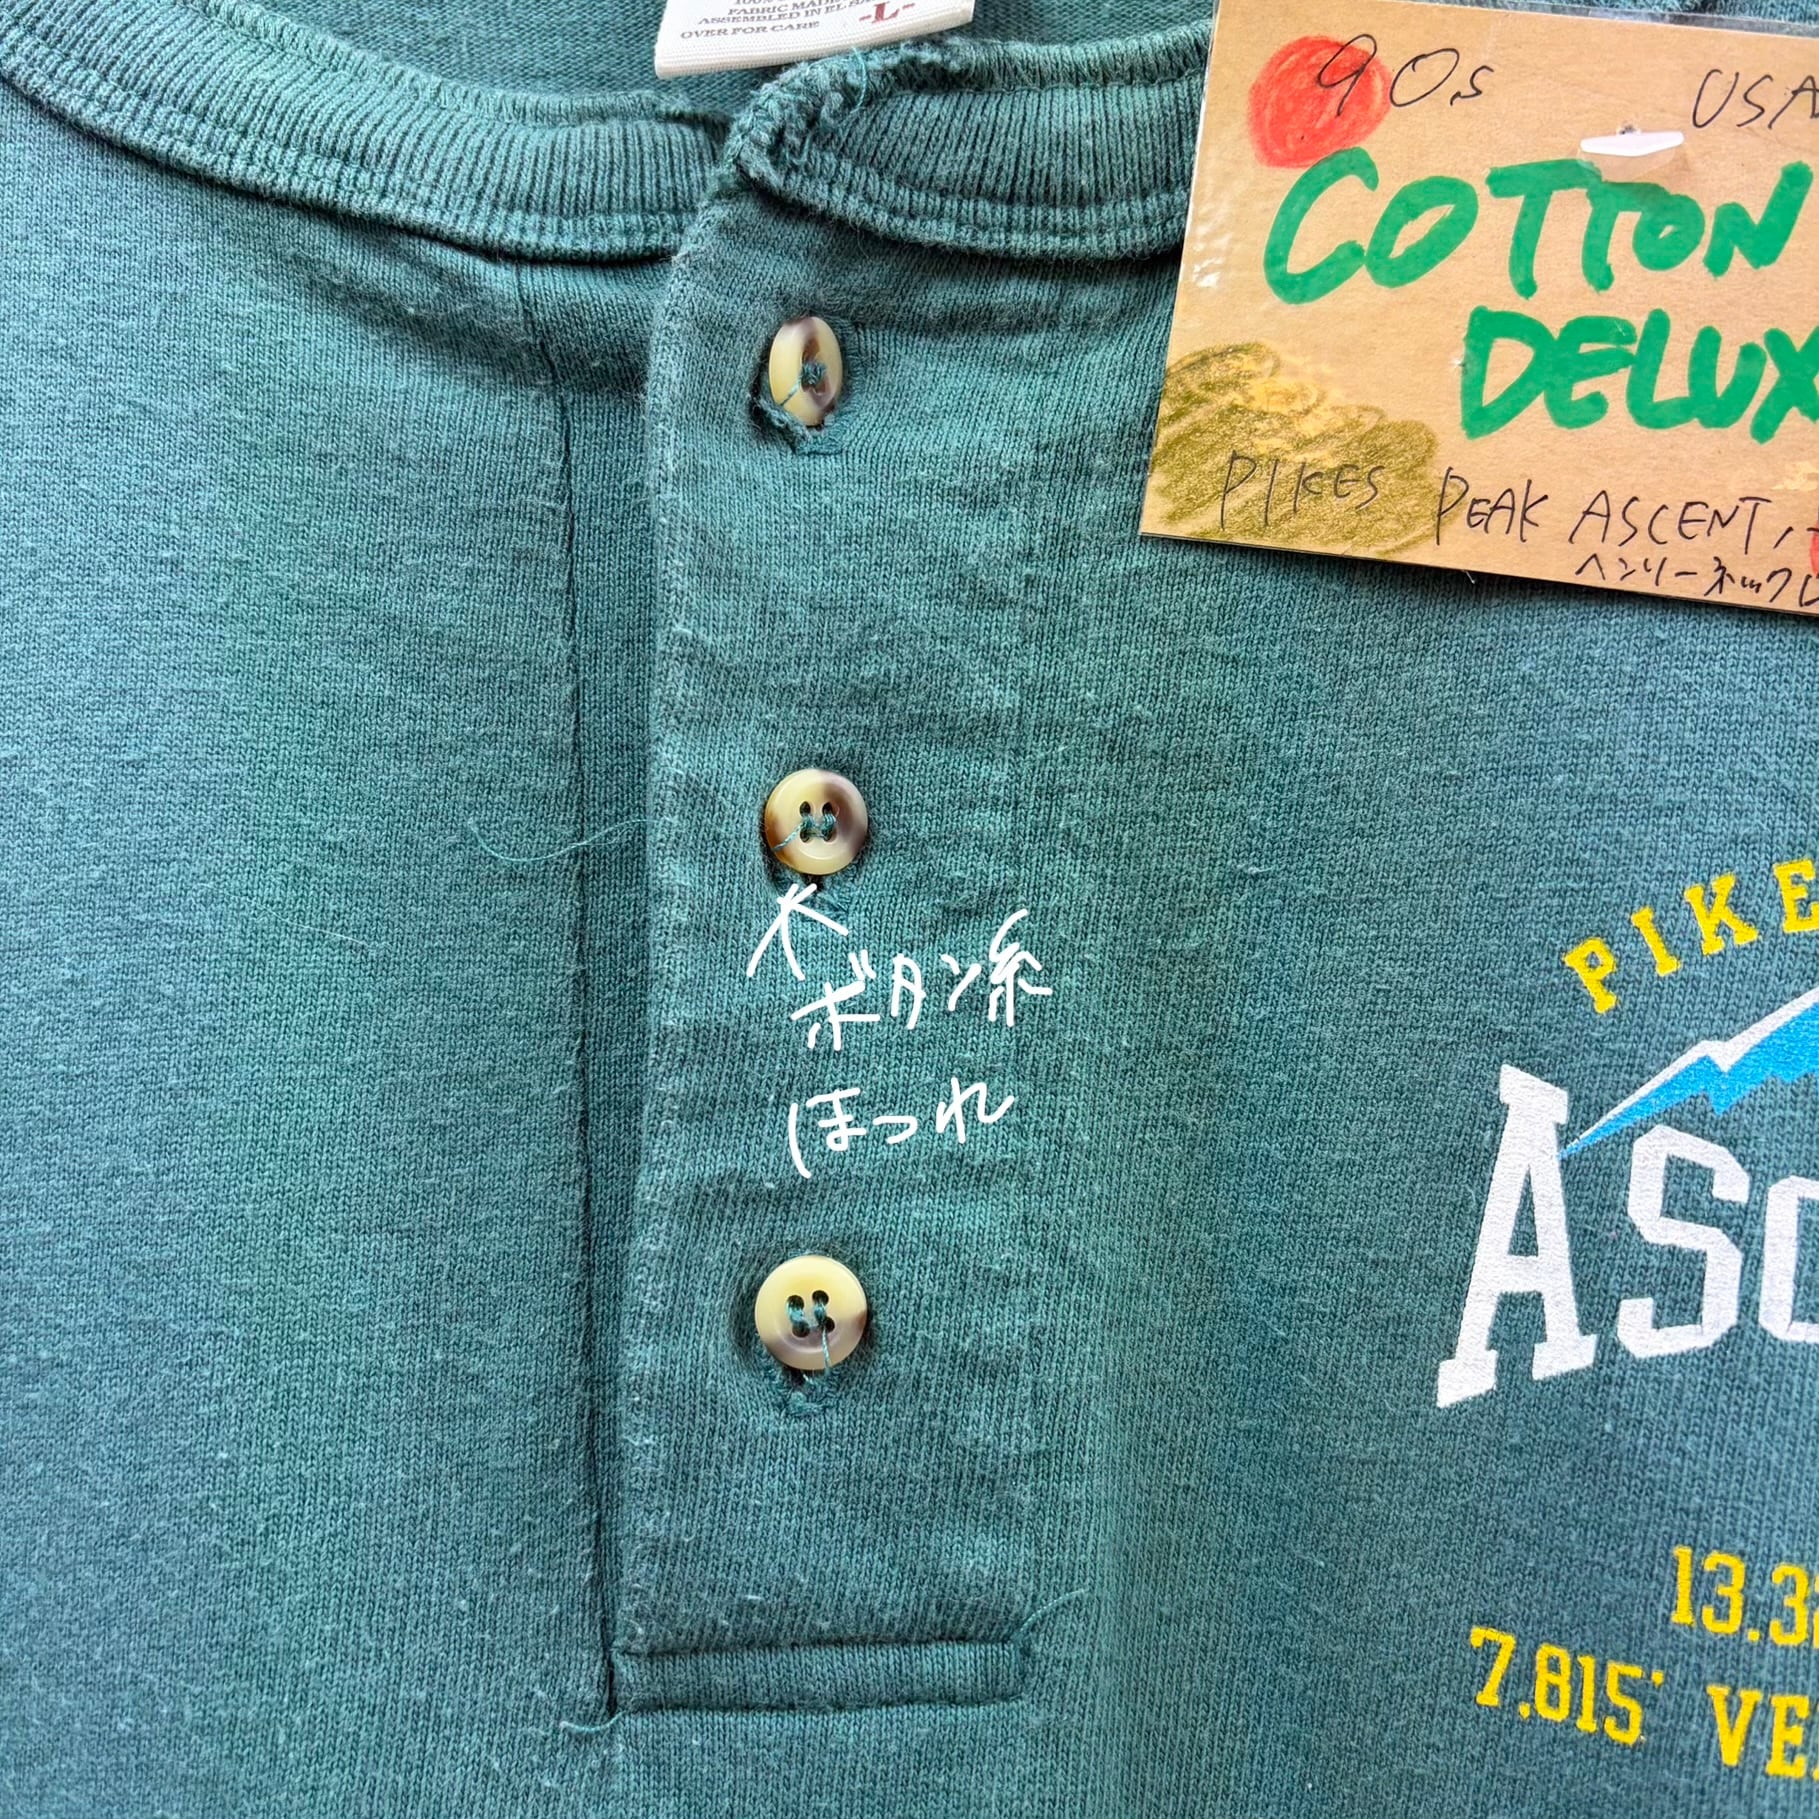 FABRIC MADE
ASSEMBLED IN EL
OVER FOR CARE
-L-
90s USA
COTTON
DELUX
PIKES PEAK ASCENT,
ヘンリーネック
ボタン糸
ほつれ
PIKE
ASC
13.3
7.815' VE